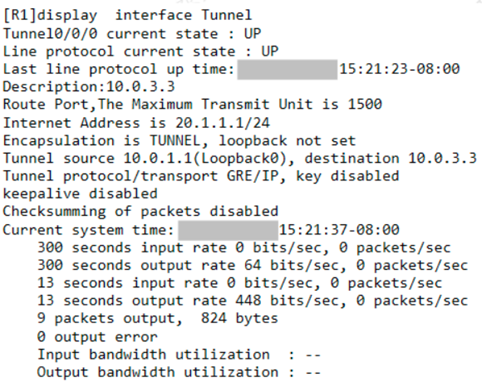 [R1]display  interface Tunnel
Tunnel0/0/0 current state : UP
Line protocol current state : UP
Last line protocol up time: 15:21:23-08:00
Description:10.0.3.3
Route Port,The Maximum Transmit Unit is 1500
Internet Address is 20.1.1.1/24
Encapsulation is TUNNEL, loopback not set
Tunnel source 10.0.1.1(Loopback0), destination 10.0.3.3
Tunnel protocol/transport GRE/IP, key disabled
keepalive disabled
Checksumming of packets disabled
Current system time: 15:21:37-08:00
    300 seconds input rate 0 bits/sec, 0 packets/sec
    300 seconds output rate 64 bits/sec, 0 packets/sec
    13 seconds input rate 0 bits/sec, 0 packets/sec
    13 seconds output rate 448 bits/sec, 0 packets/sec
    9 packets output,  824 bytes
    0 output error
    Input bandwidth utilization  : --
    Output bandwidth utilization : --